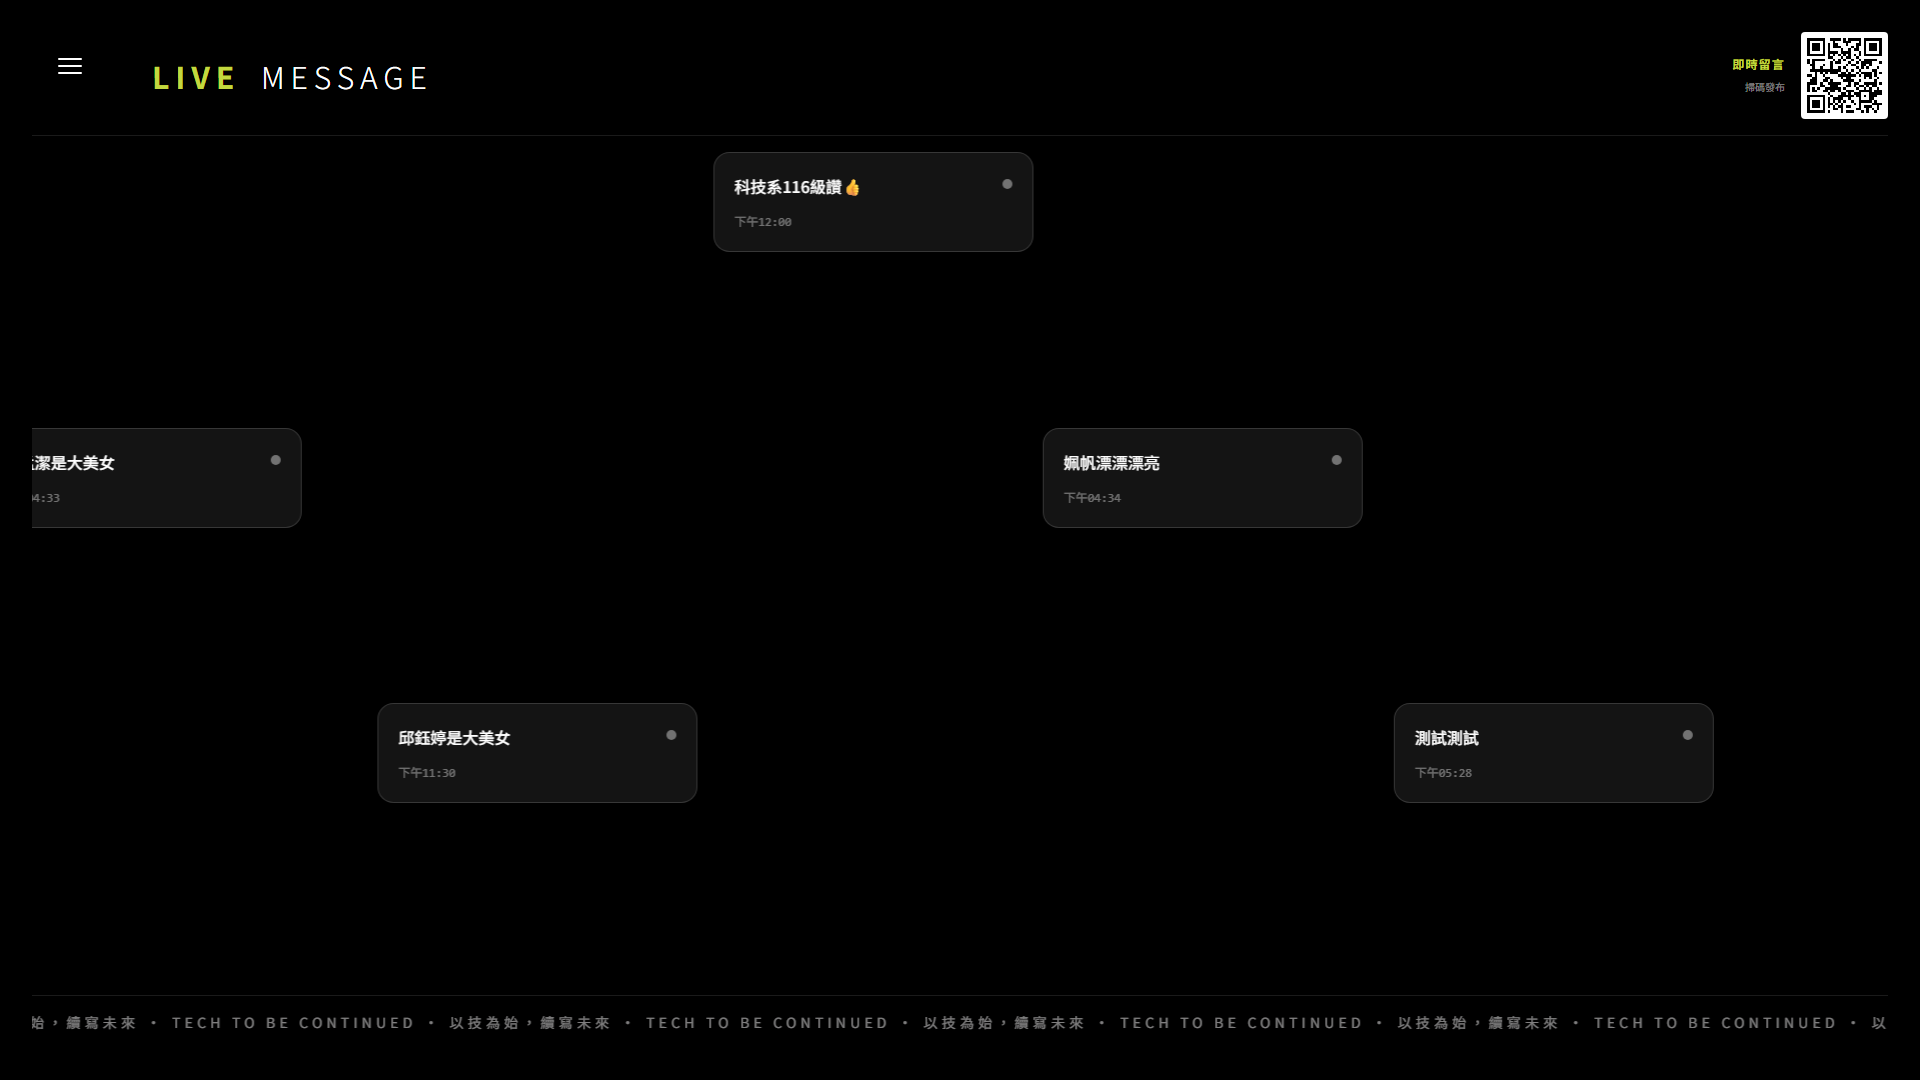 LIVE MESSAGE
即時留言
掃碼發布
科技系116級讚👍
下午12:00
潔是大美女
04:33
姵帆漂漂漂亮
下午04:34
邱鈺婷是大美女
下午11:30
測試測試
下午05:28
始，續寫未來 • TECH TO BE CONTINUED • 以技為始，續寫未來 • TECH TO BE CONTINUED • 以技為始，續寫未來 • TECH TO BE CONTINUED • 以技為始，續寫未來 • TECH TO BE CONTINUED • 以